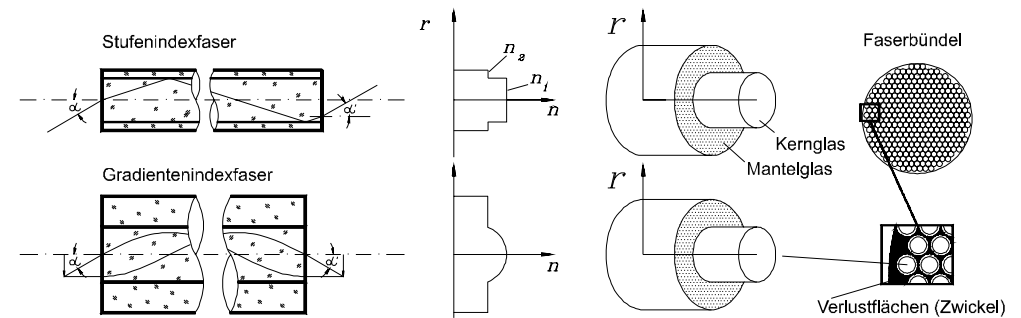 Stufenindexfaser
α
α'
r
n₂
n₁
n
r
Kernglas
Mantelglas
Faserbündel
Gradientenindexfaser
α
α'
n
r
Verlustflächen (Zwickel)